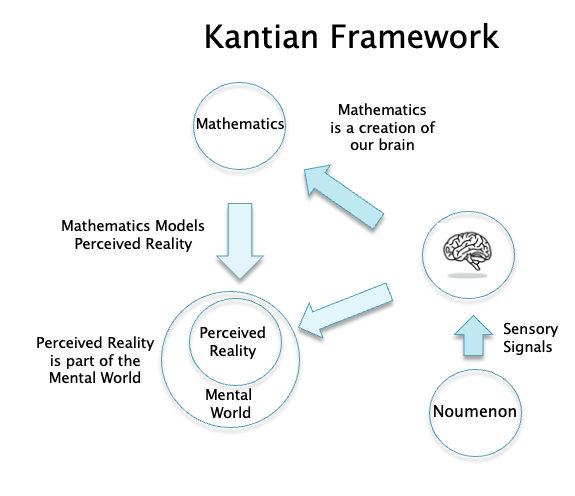 Kantian Framework
Mathematics
Mathematics
is a creation of
our brain
Mathematics Models
Perceived Reality
Perceived Reality
is part of the
Mental World
Perceived
Reality
Mental
World
Sensory
Signals
Noumenon